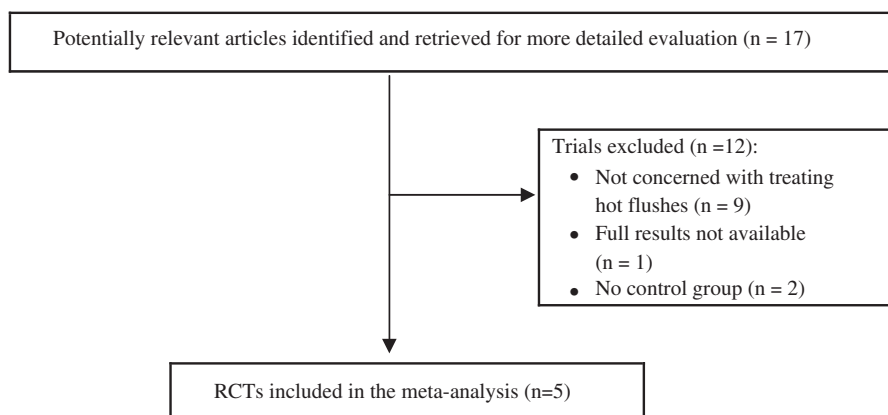 Potentially relevant articles identified and retrieved for more detailed evaluation (n = 17)
Trials excluded (n =12):
• Not concerned with treating
hot flushes (n = 9)
• Full results not available
(n = 1)
• No control group (n = 2)
RCTs included in the meta-analysis (n=5)